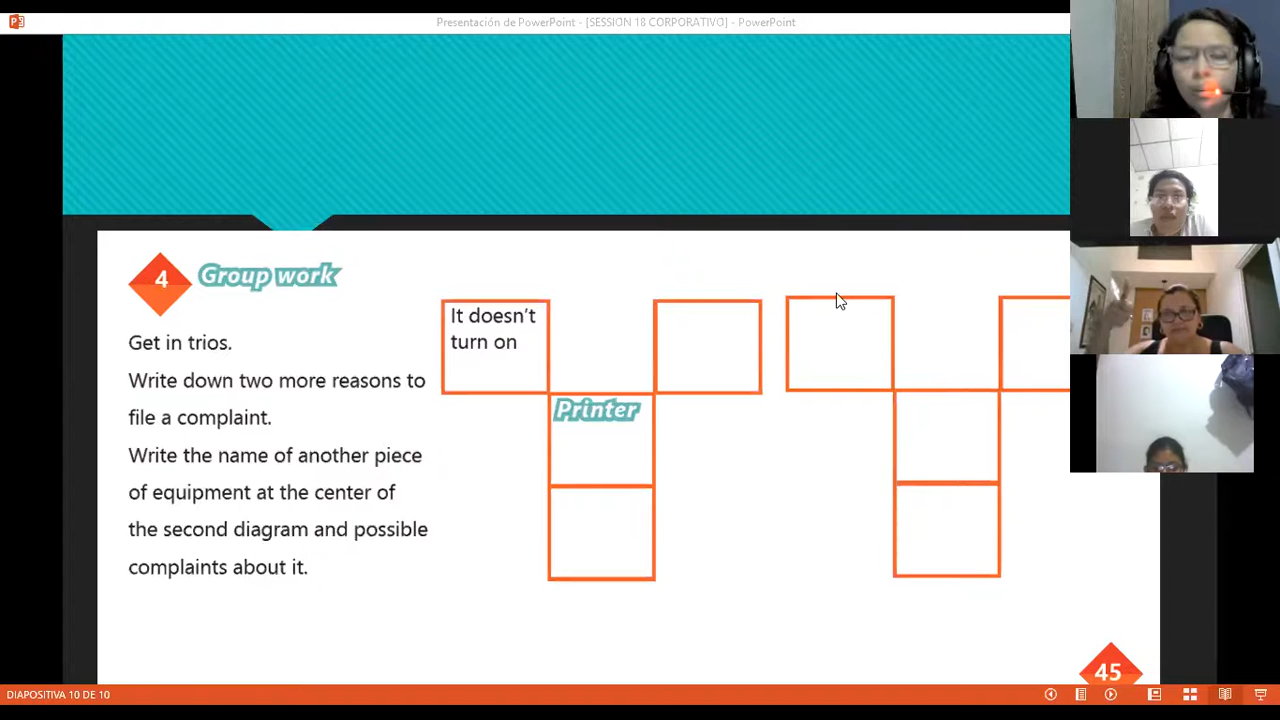 Presentación de PowerPoint - [SESSION 18 CORPORATIVO] - PowerPoint
4 Group work
Get in trios.
Write down two more reasons to
file a complaint.
Write the name of another piece
of equipment at the center of
the second diagram and possible
complaints about it.
It doesn't
turn on
Printer
45
DIAPOSITIVA 10 DE 10